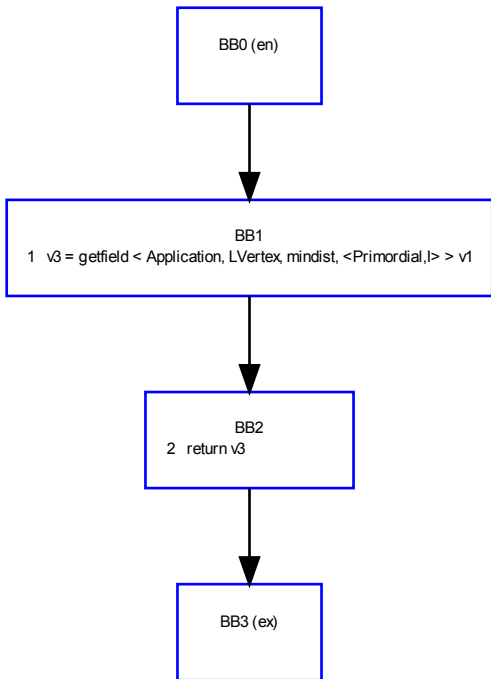 BB0 (en)
BB1
1 v3 = getfield < Application, LVertex, mindist, <Primordial,I> > v1
BB2
2 return v3
BB3 (ex)